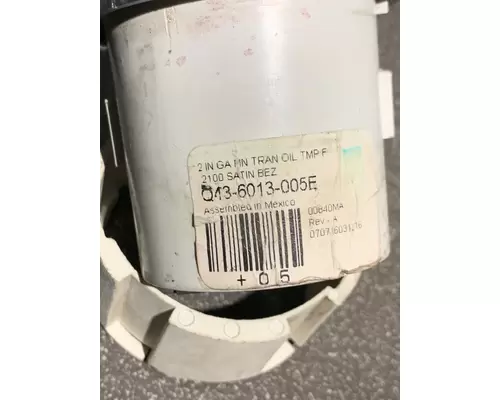 2 IN GA MN TRAN OIL TMP F
2100 SATIN BEZ
Q43-6013-005E
Assembled in Mexico
00840MA
Rev - A
+ 0 5